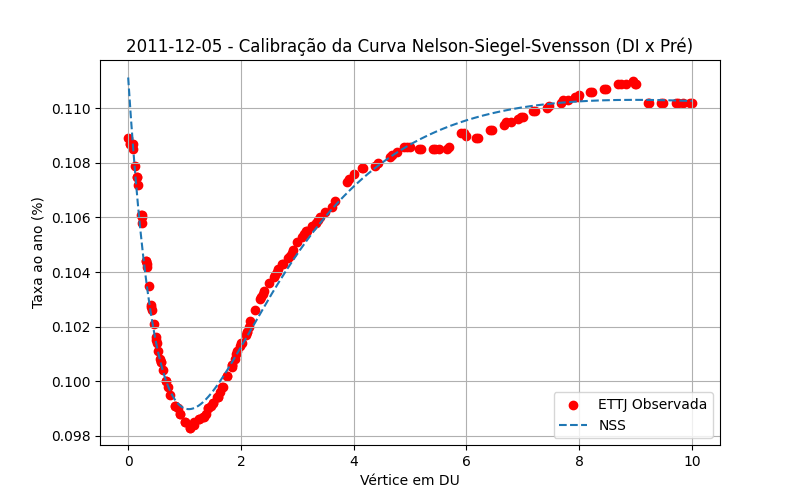 2011-12-05 - Calibração da Curva Nelson-Siegel-Svensson (DI x Pré)
Taxa ao ano (%)
0.110
0.108
0.106
0.104
0.102
0.100
0.098
ETTJ Observada
NSS
0 2 4 6 8 10
Vértice em DU